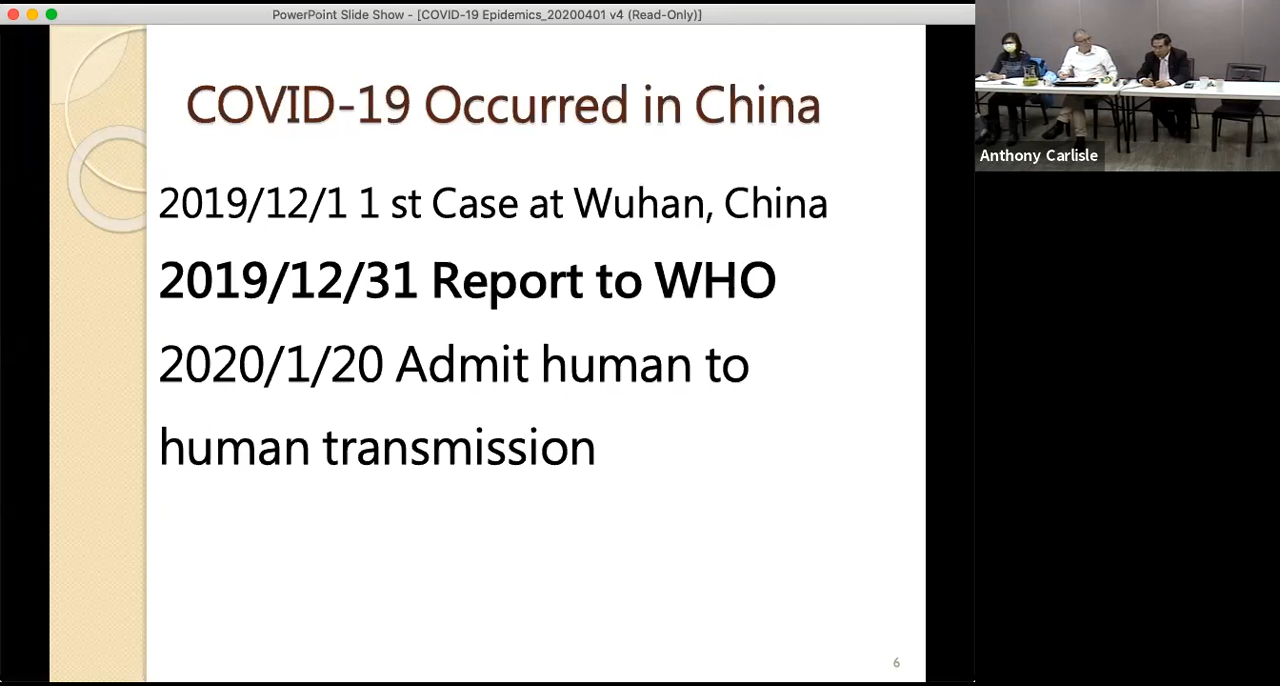 PowerPoint Slide Show - [COVID-19 Epidemics_20200401 v4 (Read-Only)]
COVID-19 Occurred in China
2019/12/1 1 st Case at Wuhan, China
2019/12/31 Report to WHO
2020/1/20 Admit human to
human transmission
6
Anthony Carlisle